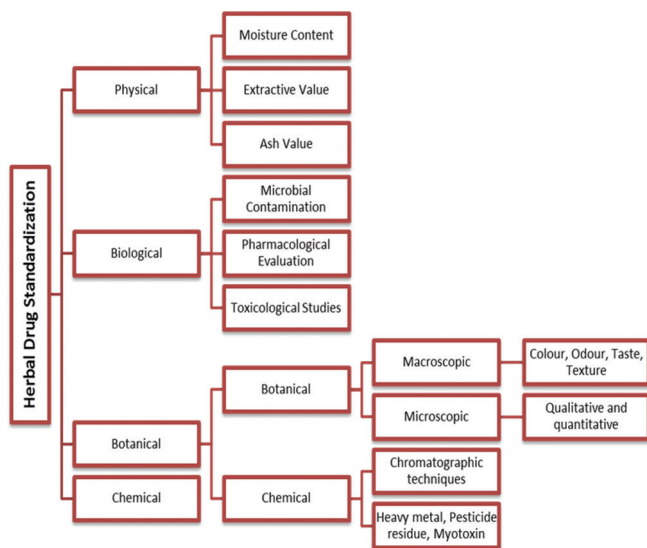 Herbal Drug Standardization
Physical
Moisture Content
Extractive Value
Ash Value
Biological
Microbial
Contamination
Pharmacological
Evaluation
Toxicological Studies
Botanical
Botanical
Macroscopic
Colour, Odour, Taste,
Texture
Microscopic
Qualitative and
quantitative
Chemical
Chemical
Chromatographic
techniques
Heavy metal, Pesticide
residue, Myotoxin